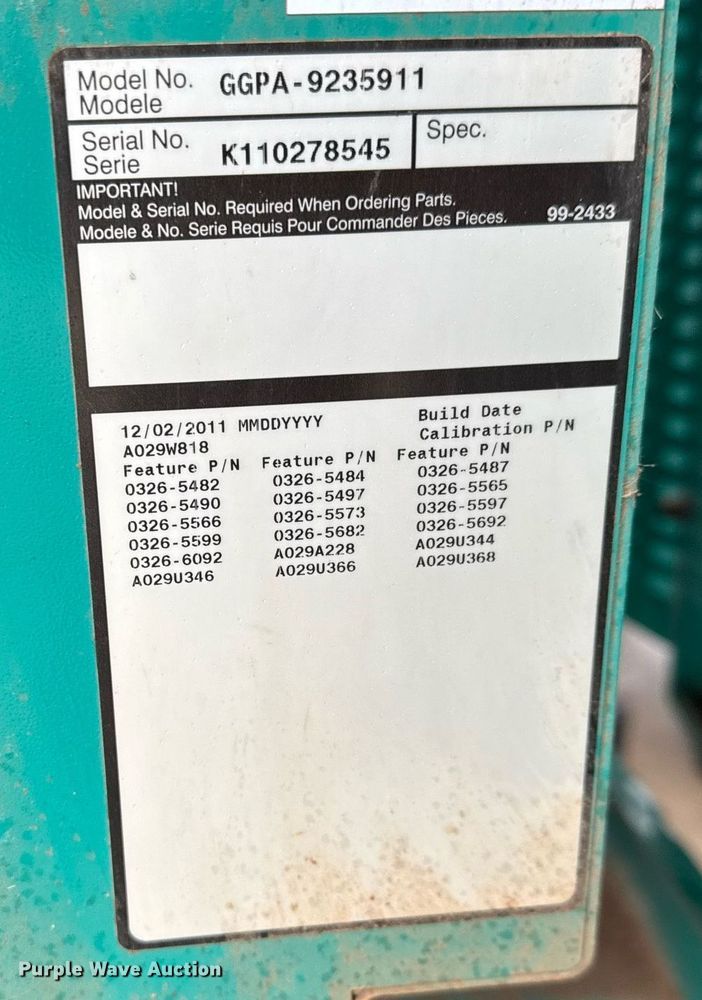 Model No. GGPA-9235911
Modele
Serial No. K110278545 Spec.
Serie
IMPORTANT!
Model & Serial No. Required When Ordering Parts.
Modele & No. Serie Requis Pour Commander Des Pieces. 99-2433
12/02/2011 MMDDYYYY Build Date
A029W818 Calibration P/N
Feature P/N Feature P/N Feature P/N
0326-5482 0326-5484 0326-5487
0326-5490 0326-5497 0326-5565
0326-5566 0326-5573 0326-5597
0326-5599 0326-5682 0326-5692
0326-6092 A029A228 A029U344
A029U346 A029U366 A029U368
Purple Wave Auction